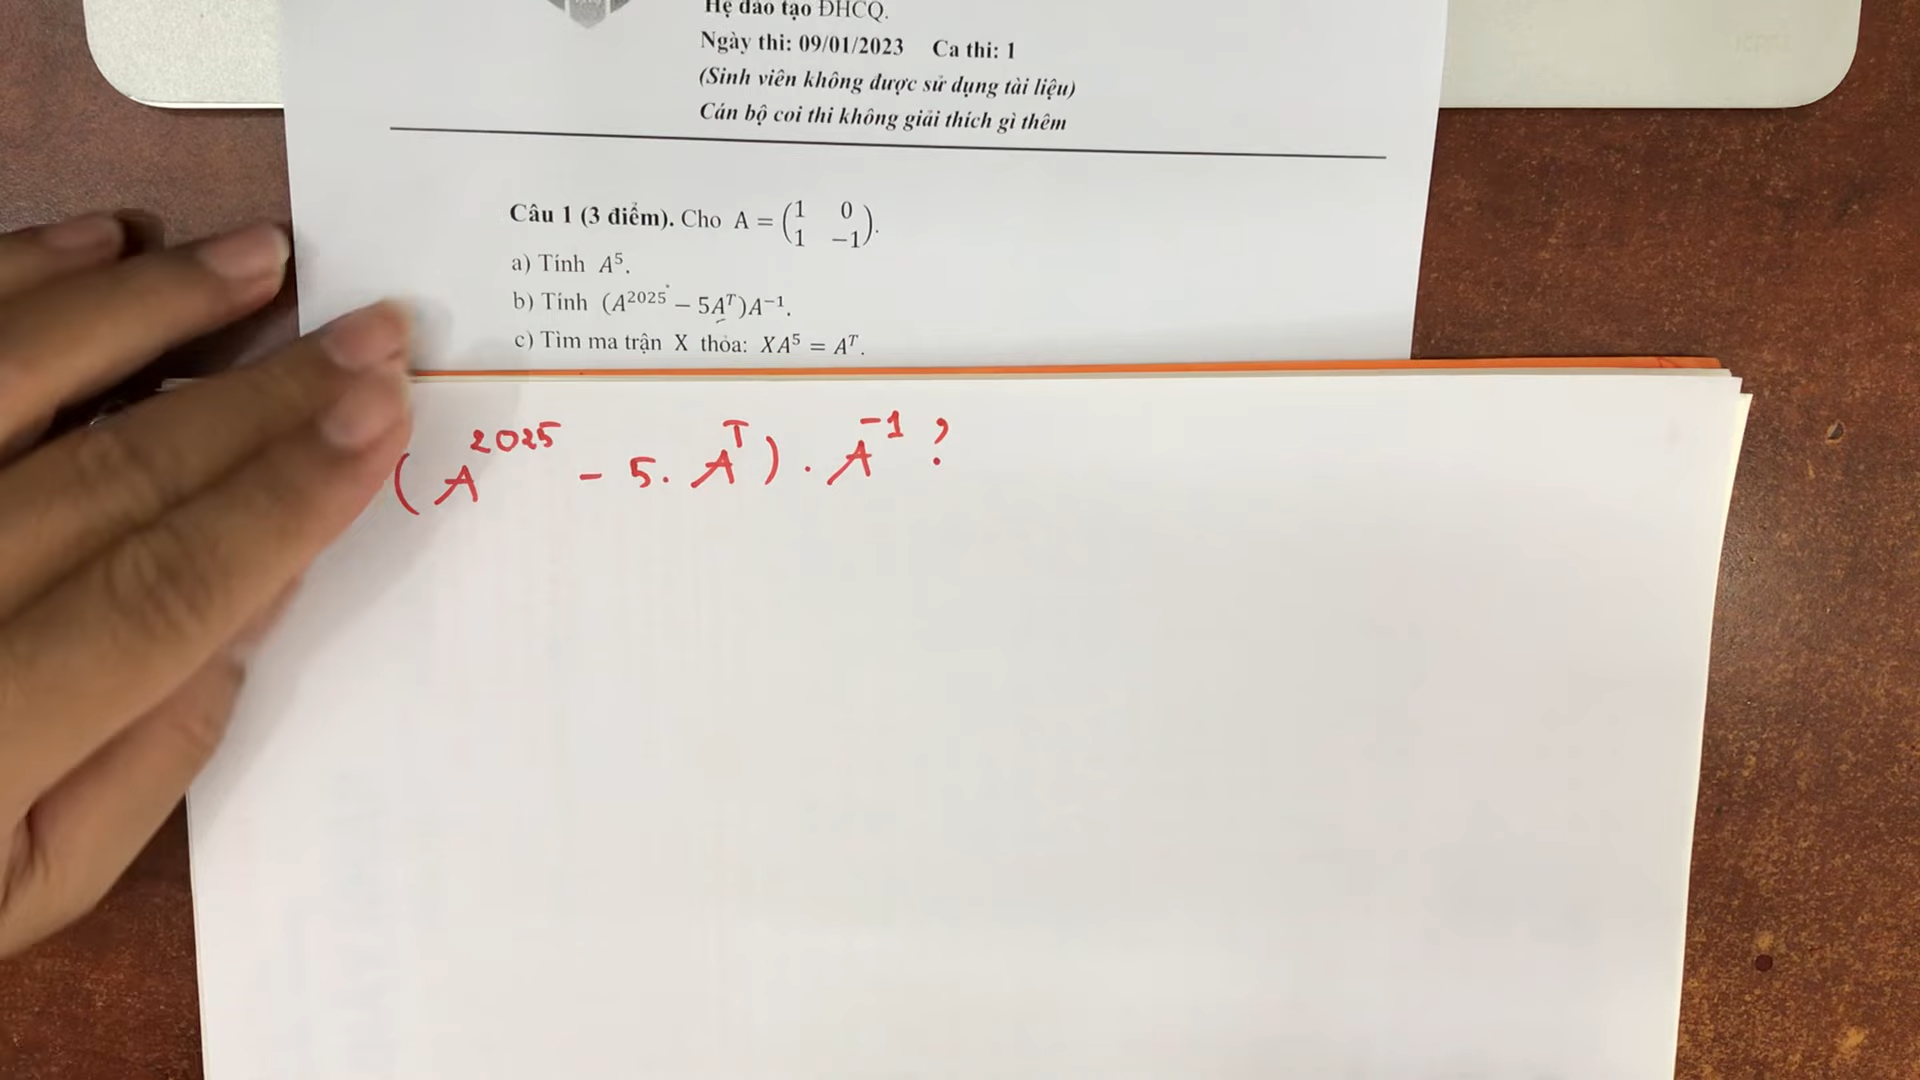 Hệ đào tạo ĐHCQ.
Ngày thi: 09/01/2023 Ca thi: 1
(Sinh viên không được sử dụng tài liệu)
Cán bộ coi thi không giải thích gì thêm
Câu 1 (3 điểm). Cho A = (1 0
1 −1).
a) Tính A⁵.
b) Tính (A²⁰²⁵ − 5Aᵀ)A⁻¹.
c) Tìm ma trận X thỏa: XA⁵ = Aᵀ.
(A²⁰²⁵ − 5. Aᵀ) . A⁻¹ ?